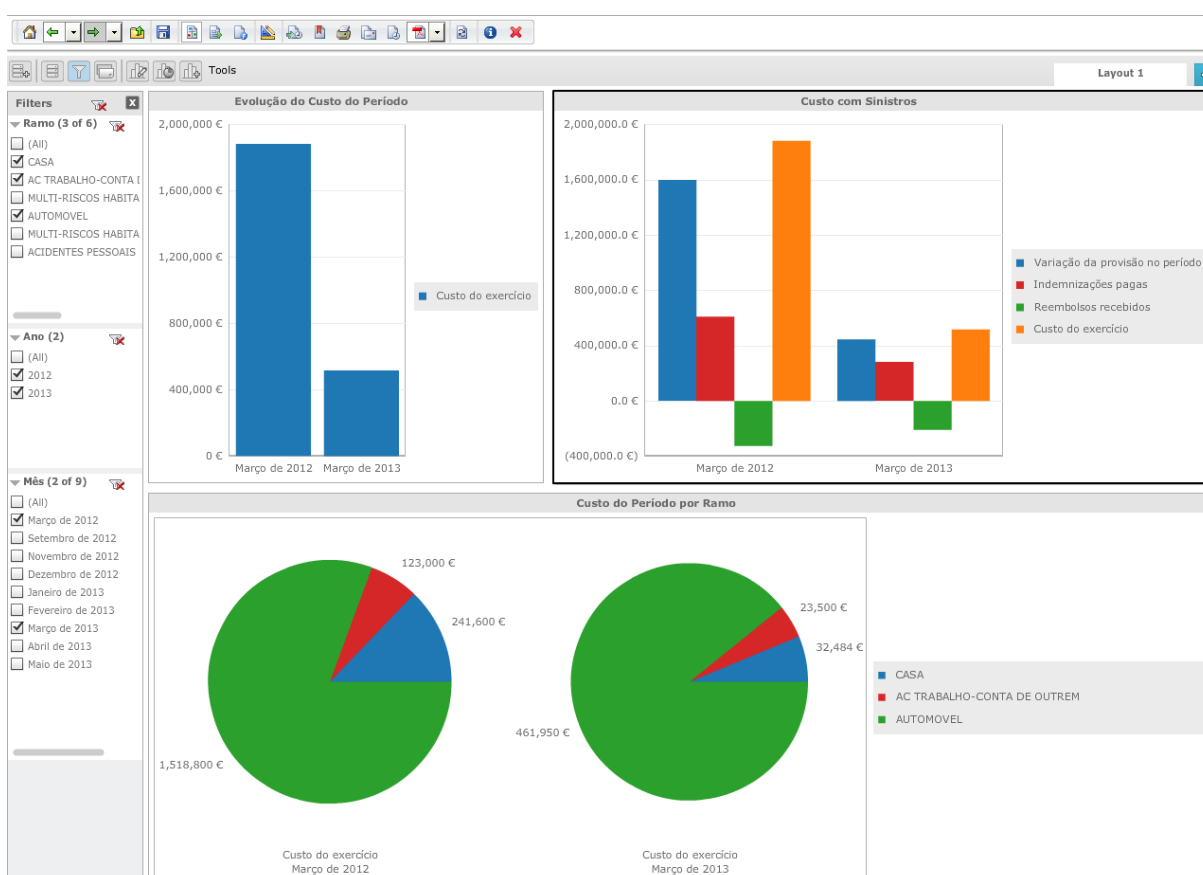 Tools
Layout 1
Filters
Ramo (3 of 6)
(All)
CASA
AC TRABALHO-CONTA
MULTI-RISCOS HABITA
AUTOMOVEL
MULTI-RISCOS HABITA
ACIDENTES PESSOAIS
Ano (2)
(All)
2012
2013
Mês (2 of 9)
(All)
Março de 2012
Setembro de 2012
Novembro de 2012
Dezembro de 2012
Janeiro de 2013
Fevereiro de 2013
Março de 2013
Abril de 2013
Maio de 2013
Evolução do Custo do Período
2,000,000 €
1,600,000 €
1,200,000 €
800,000 €
400,000 €
0 €
Março de 2012 Março de 2013
Custo do exercício
Custo com Sinistros
2,000,000.0 €
1,600,000.0 €
1,200,000.0 €
800,000.0 €
400,000.0 €
0.0 €
(400,000.0 €)
Março de 2012 Março de 2013
Variação da provisão no período
Indemnizações pagas
Reembolsos recebidos
Custo do exercício
Custo do Período por Ramo
123,000 €
241,600 €
1,518,800 €
Custo do exercício
Março de 2012
23,500 €
32,484 €
461,950 €
Custo do exercício
Março de 2013
CASA
AC TRABALHO-CONTA DE OUTREM
AUTOMOVEL